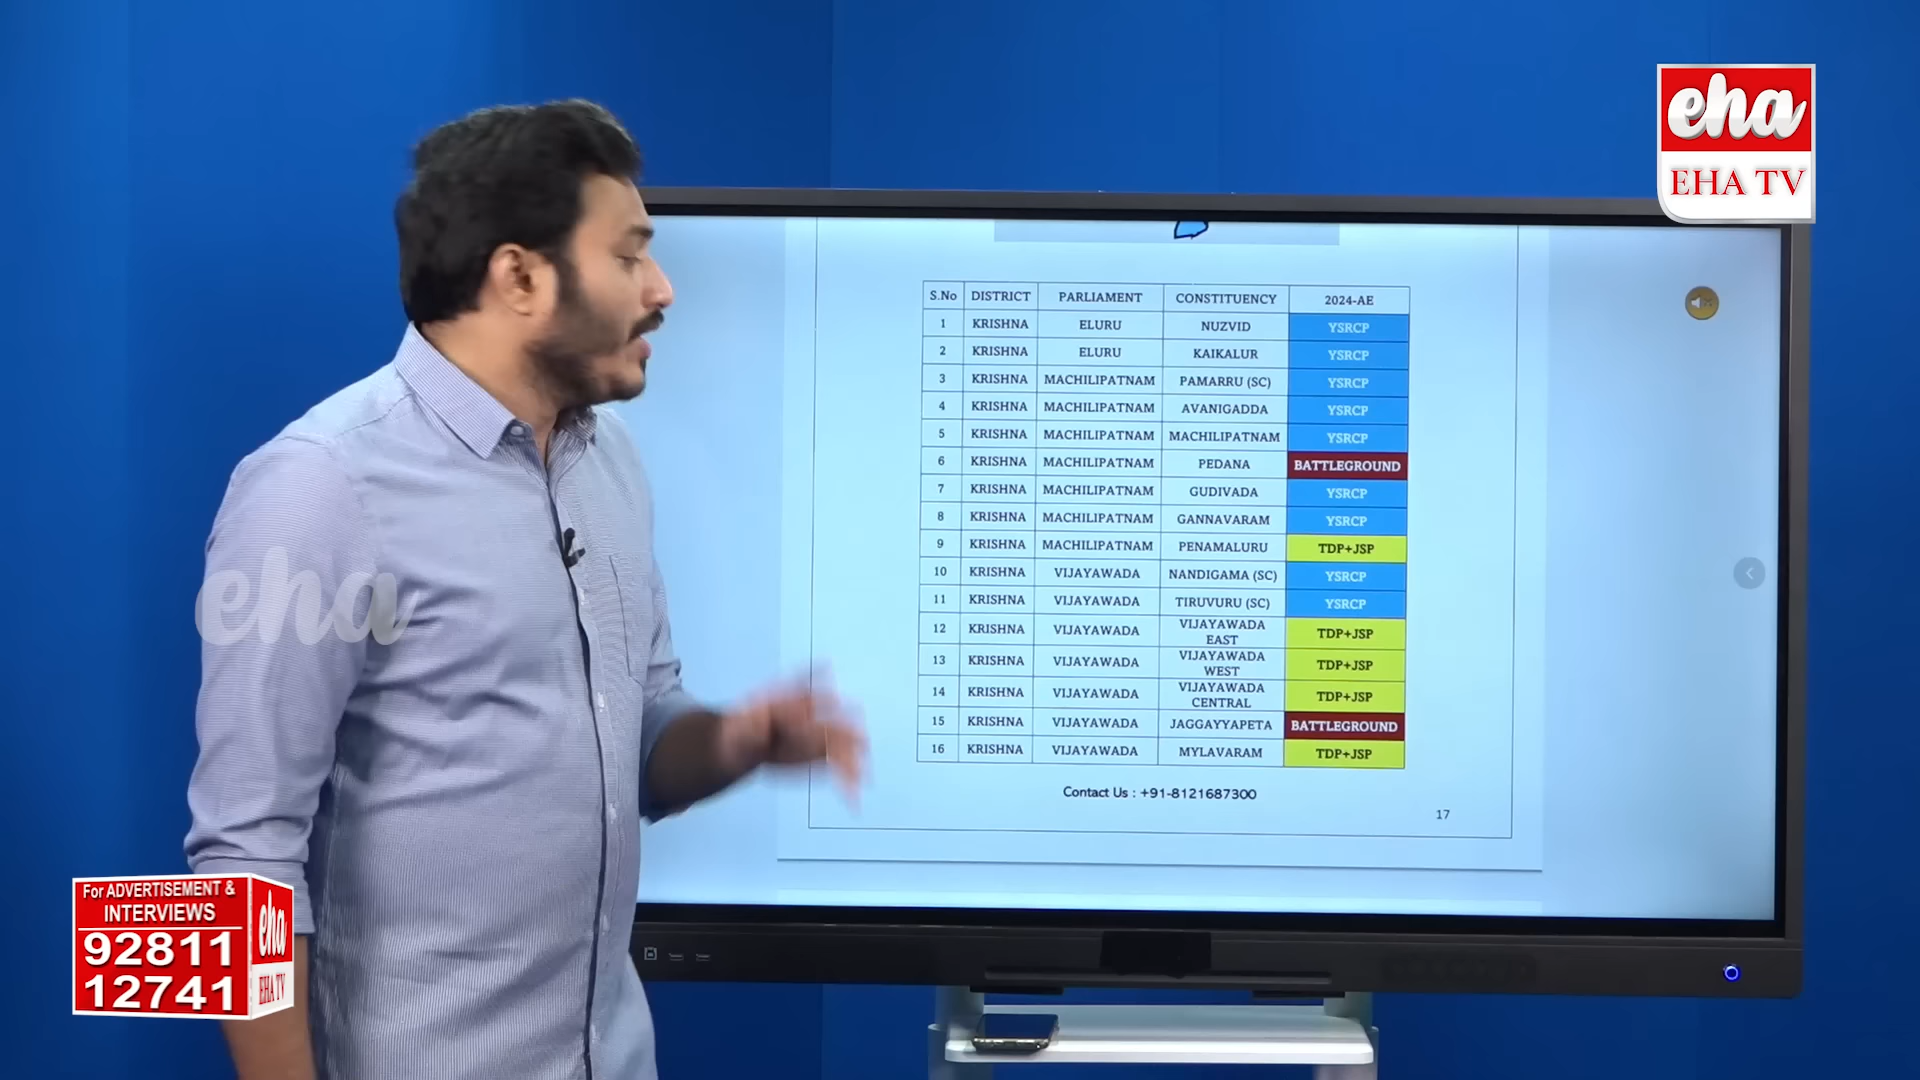 eha
EHA TV
S.No DISTRICT PARLIAMENT CONSTITUENCY 2024-AE
1 KRISHNA ELURU NUZVID YSRCP
2 KRISHNA ELURU KAIKALUR YSRCP
3 KRISHNA MACHILIPATNAM PAMARRU (SC) YSRCP
4 KRISHNA MACHILIPATNAM AVANIGADDA YSRCP
5 KRISHNA MACHILIPATNAM MACHILIPATNAM YSRCP
6 KRISHNA MACHILIPATNAM PEDANA BATTLEGROUND
7 KRISHNA MACHILIPATNAM GUDIVADA YSRCP
8 KRISHNA MACHILIPATNAM GANNAVARAM YSRCP
9 KRISHNA MACHILIPATNAM PENAMALURU TDP+JSP
10 KRISHNA VIJAYAWADA NANDIGAMA (SC) YSRCP
11 KRISHNA VIJAYAWADA TIRUVURU (SC) YSRCP
12 KRISHNA VIJAYAWADA VIJAYAWADA EAST TDP+JSP
13 KRISHNA VIJAYAWADA VIJAYAWADA WEST TDP+JSP
14 KRISHNA VIJAYAWADA VIJAYAWADA CENTRAL TDP+JSP
15 KRISHNA VIJAYAWADA JAGGAYYAPETA BATTLEGROUND
16 KRISHNA VIJAYAWADA MYLAVARAM TDP+JSP
Contact Us : +91-8121687300
17
eha
For ADVERTISEMENT &
INTERVIEWS
92811
12741
eha
EHA TV